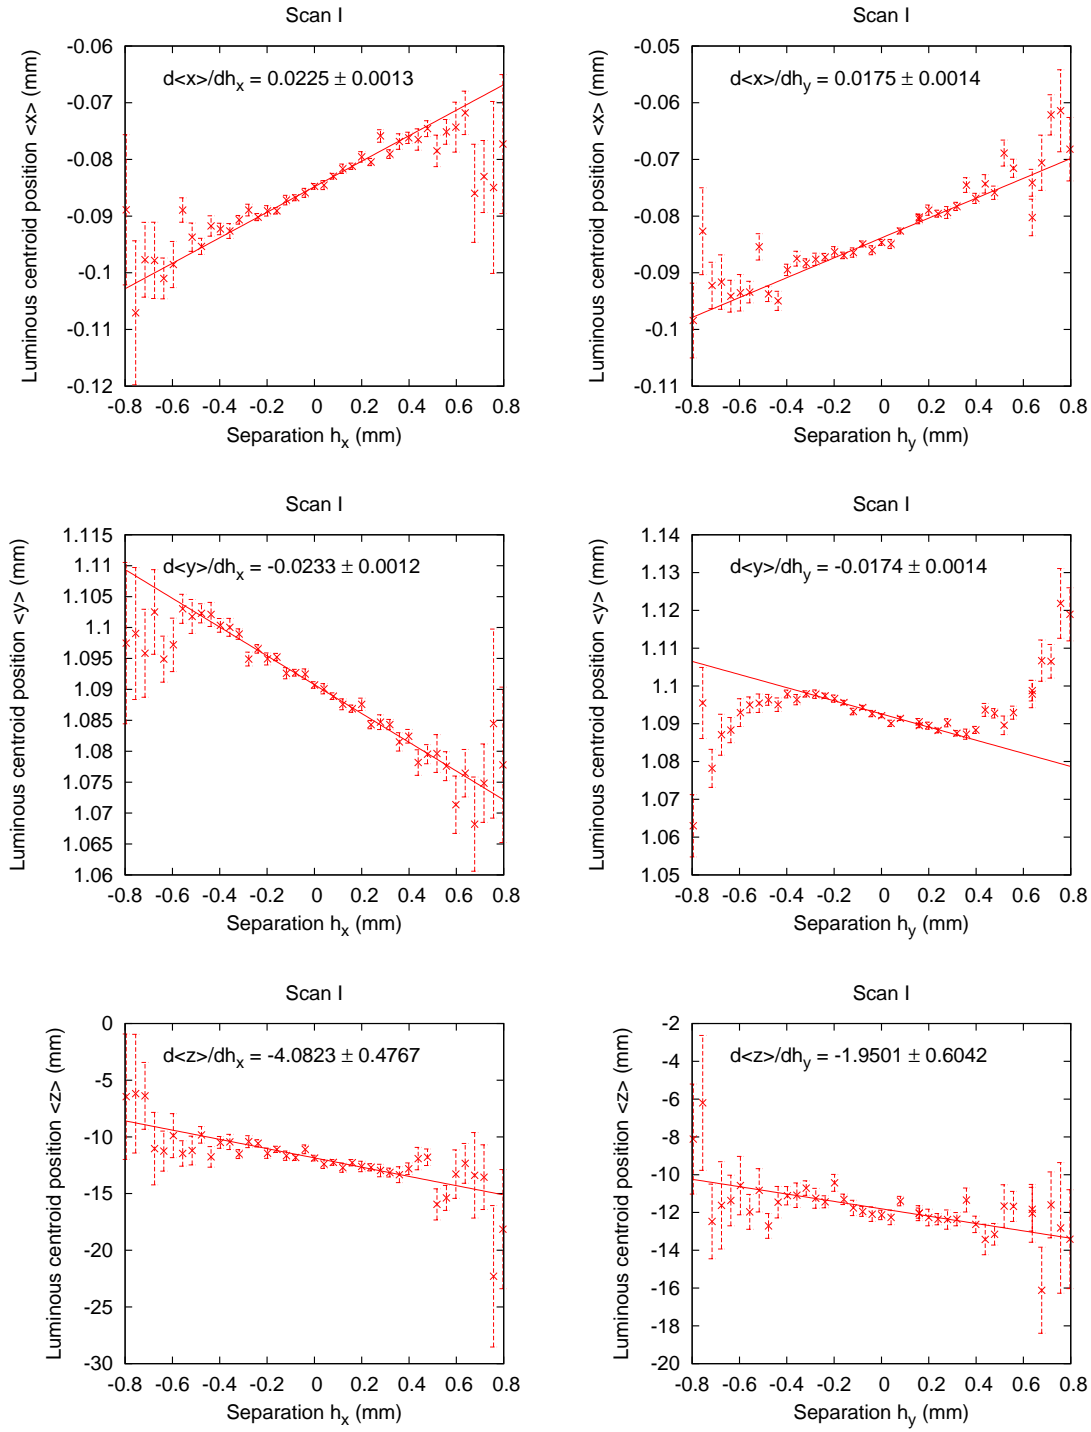 Scan I
d<x>/dh_x = 0.0225 ± 0.0013
Luminous centroid position <x> (mm)
-0.06
-0.07
-0.08
-0.09
-0.1
-0.11
-0.12
-0.8 -0.6 -0.4 -0.2 0 0.2 0.4 0.6 0.8
Separation h_x (mm)
Scan I
d<x>/dh_y = 0.0175 ± 0.0014
Luminous centroid position <x> (mm)
-0.05
-0.06
-0.07
-0.08
-0.09
-0.1
-0.11
-0.8 -0.6 -0.4 -0.2 0 0.2 0.4 0.6 0.8
Separation h_y (mm)
Scan I
d<y>/dh_x = -0.0233 ± 0.0012
Luminous centroid position <y> (mm)
1.115
1.11
1.105
1.1
1.095
1.09
1.085
1.08
1.075
1.07
1.065
1.06
-0.8 -0.6 -0.4 -0.2 0 0.2 0.4 0.6 0.8
Separation h_x (mm)
Scan I
d<y>/dh_y = -0.0174 ± 0.0014
Luminous centroid position <y> (mm)
1.14
1.13
1.12
1.11
1.1
1.09
1.08
1.07
1.06
1.05
-0.8 -0.6 -0.4 -0.2 0 0.2 0.4 0.6 0.8
Separation h_y (mm)
Scan I
d<z>/dh_x = -4.0823 ± 0.4767
Luminous centroid position <z> (mm)
0
-5
-10
-15
-20
-25
-30
-0.8 -0.6 -0.4 -0.2 0 0.2 0.4 0.6 0.8
Separation h_x (mm)
Scan I
d<z>/dh_y = -1.9501 ± 0.6042
Luminous centroid position <z> (mm)
-2
-4
-6
-8
-10
-12
-14
-16
-18
-20
-0.8 -0.6 -0.4 -0.2 0 0.2 0.4 0.6 0.8
Separation h_y (mm)